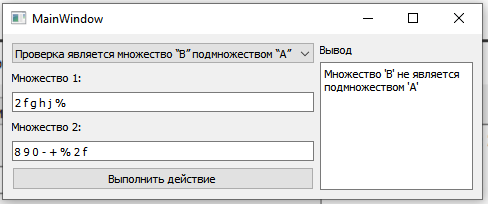 MainWindow
Проверка является множество “B” подмножеством “A”
Вывод
Множество 1:
2 f g h j %
Множество 2:
8 9 0 - + % 2 f
Выполнить действие
Множество 'B' не является
подмножеством 'A'